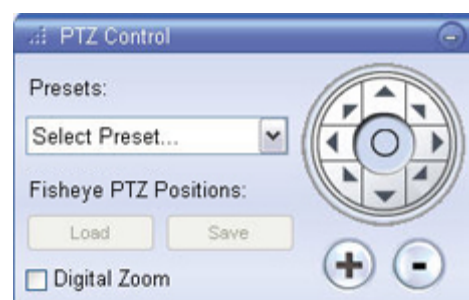 PTZ Control
Presets:
Select Preset...
Fisheye PTZ Positions:
Load Save
Digital Zoom